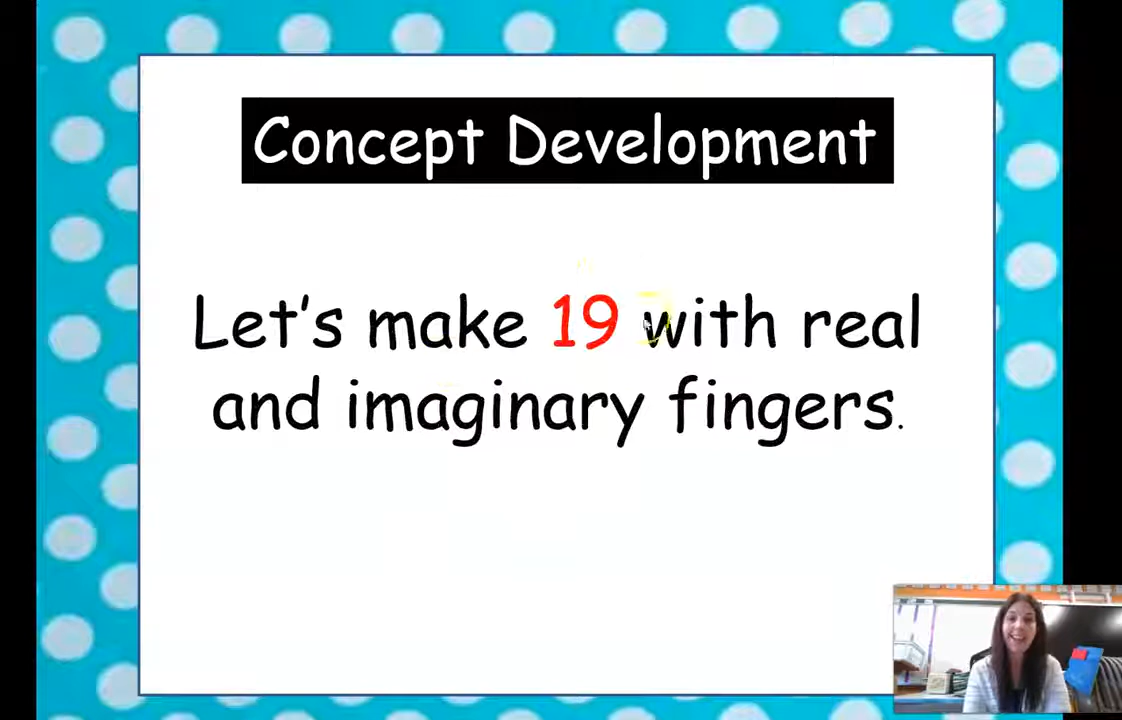 Concept Development
Let's make 19 with real
and imaginary fingers.